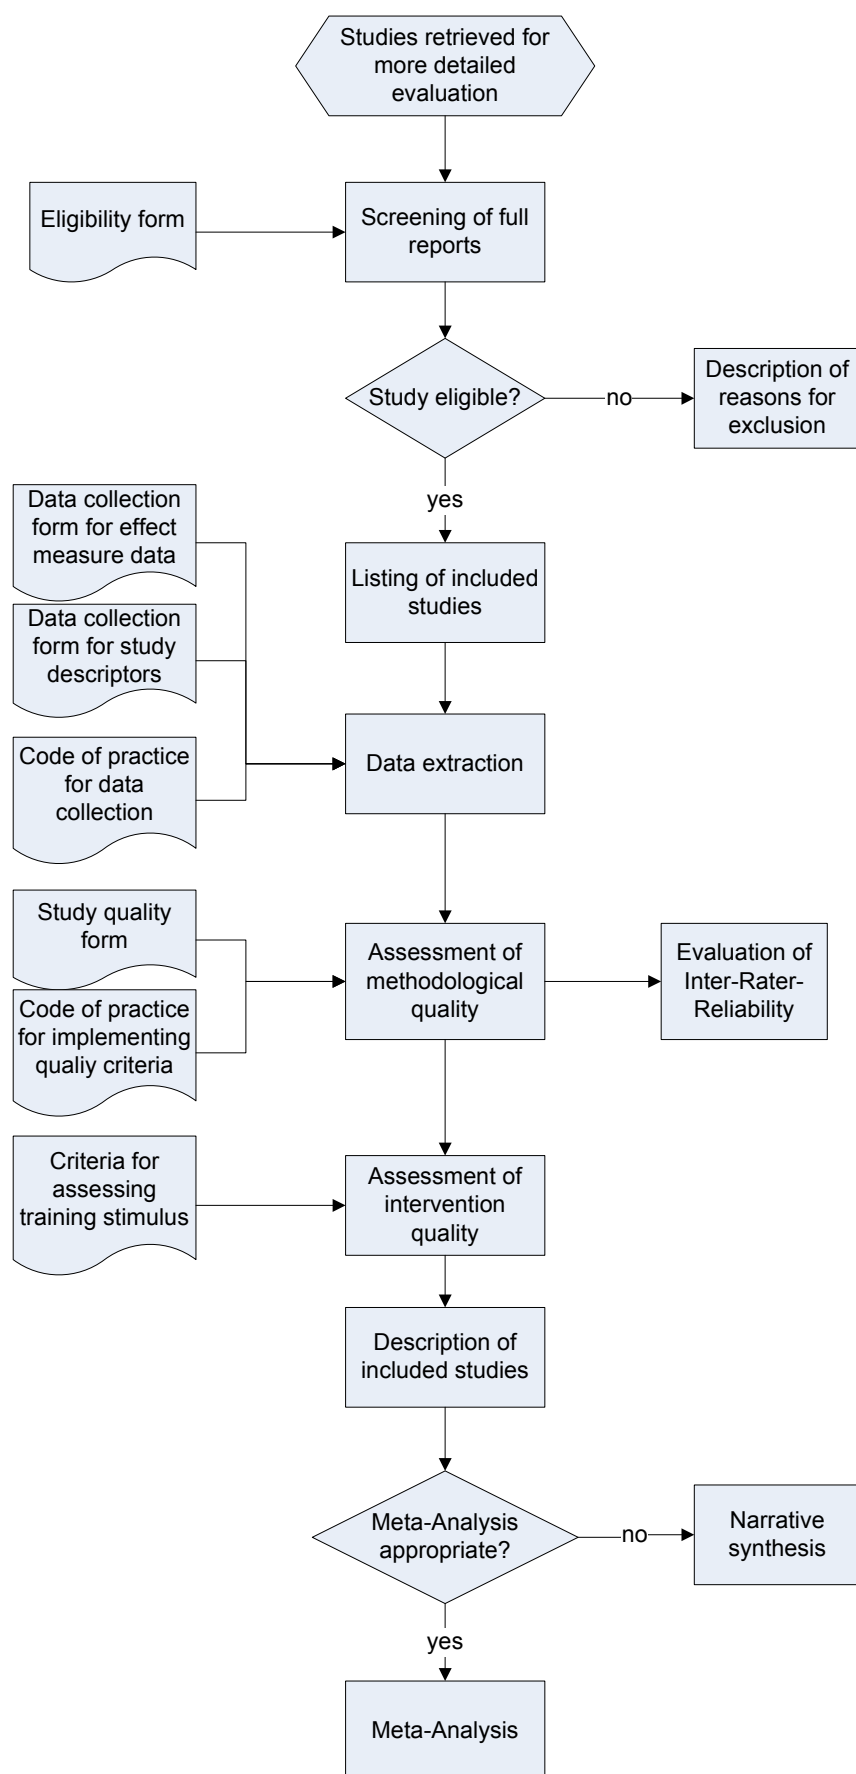 Studies retrieved for
more detailed
evaluation
Eligibility form
Screening of full
reports
Study eligible?
no
Description of
reasons for
exclusion
yes
Data collection
form for effect
measure data
Listing of included
studies
Data collection
form for study
descriptors
Code of practice
for data
collection
Data extraction
Study quality
form
Assessment of
methodological
quality
Evaluation of
Inter-Rater-
Reliability
Code of practice
for implementing
qualiy criteria
Criteria for
assessing
training stimulus
Assessment of
intervention
quality
Description of
included studies
Meta-Analysis
appropriate?
no
Narrative
synthesis
yes
Meta-Analysis